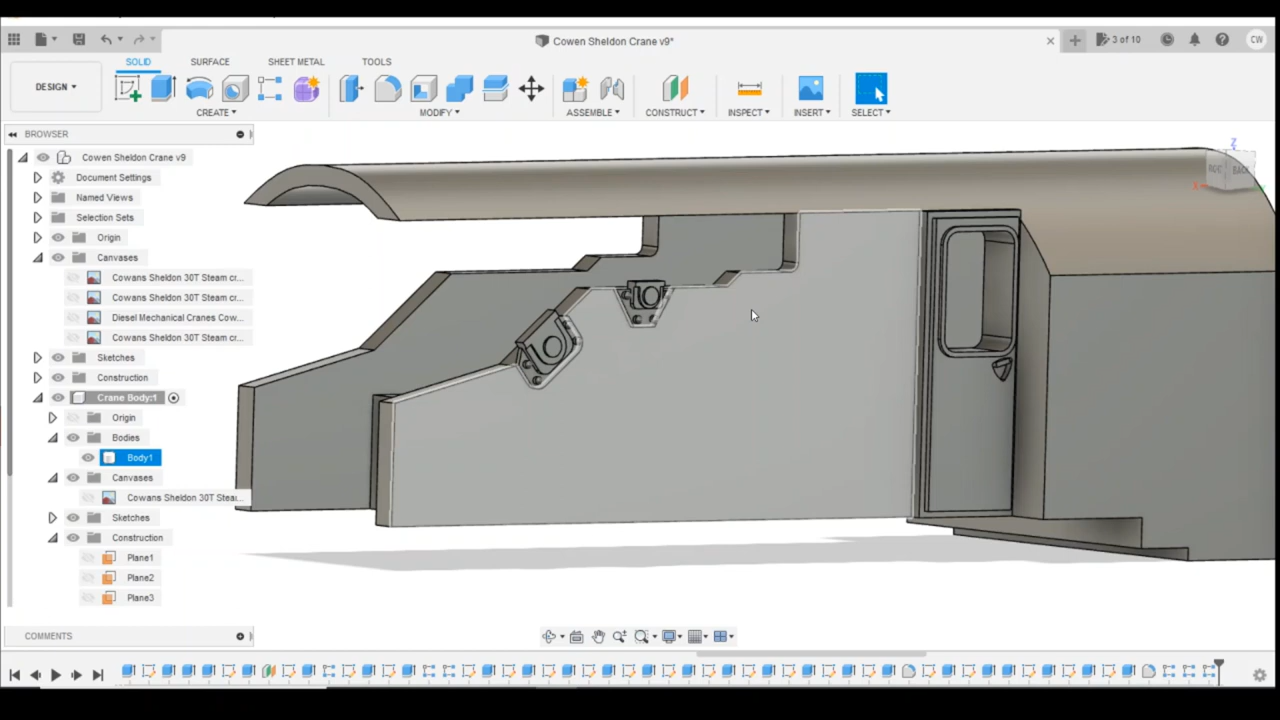 Cowen Sheldon Crane v9*
3 of 10
CW
DESIGN
SOLID
SURFACE
SHEET METAL
TOOLS
CREATE
MODIFY
ASSEMBLE
CONSTRUCT
INSPECT
INSERT
SELECT
BROWSER
Cowen Sheldon Crane v9
Document Settings
Named Views
Selection Sets
Origin
Canvases
Cowans Sheldon 30T Steam cr...
Cowans Sheldon 30T Steam cr...
Diesel Mechanical Cranes Cow...
Cowans Sheldon 30T Steam cr...
Sketches
Construction
Crane Body:1
Origin
Bodies
Body1
Canvases
Cowans Sheldon 30T Stea...
Sketches
Construction
Plane1
Plane2
Plane3
COMMENTS
Z
BACK